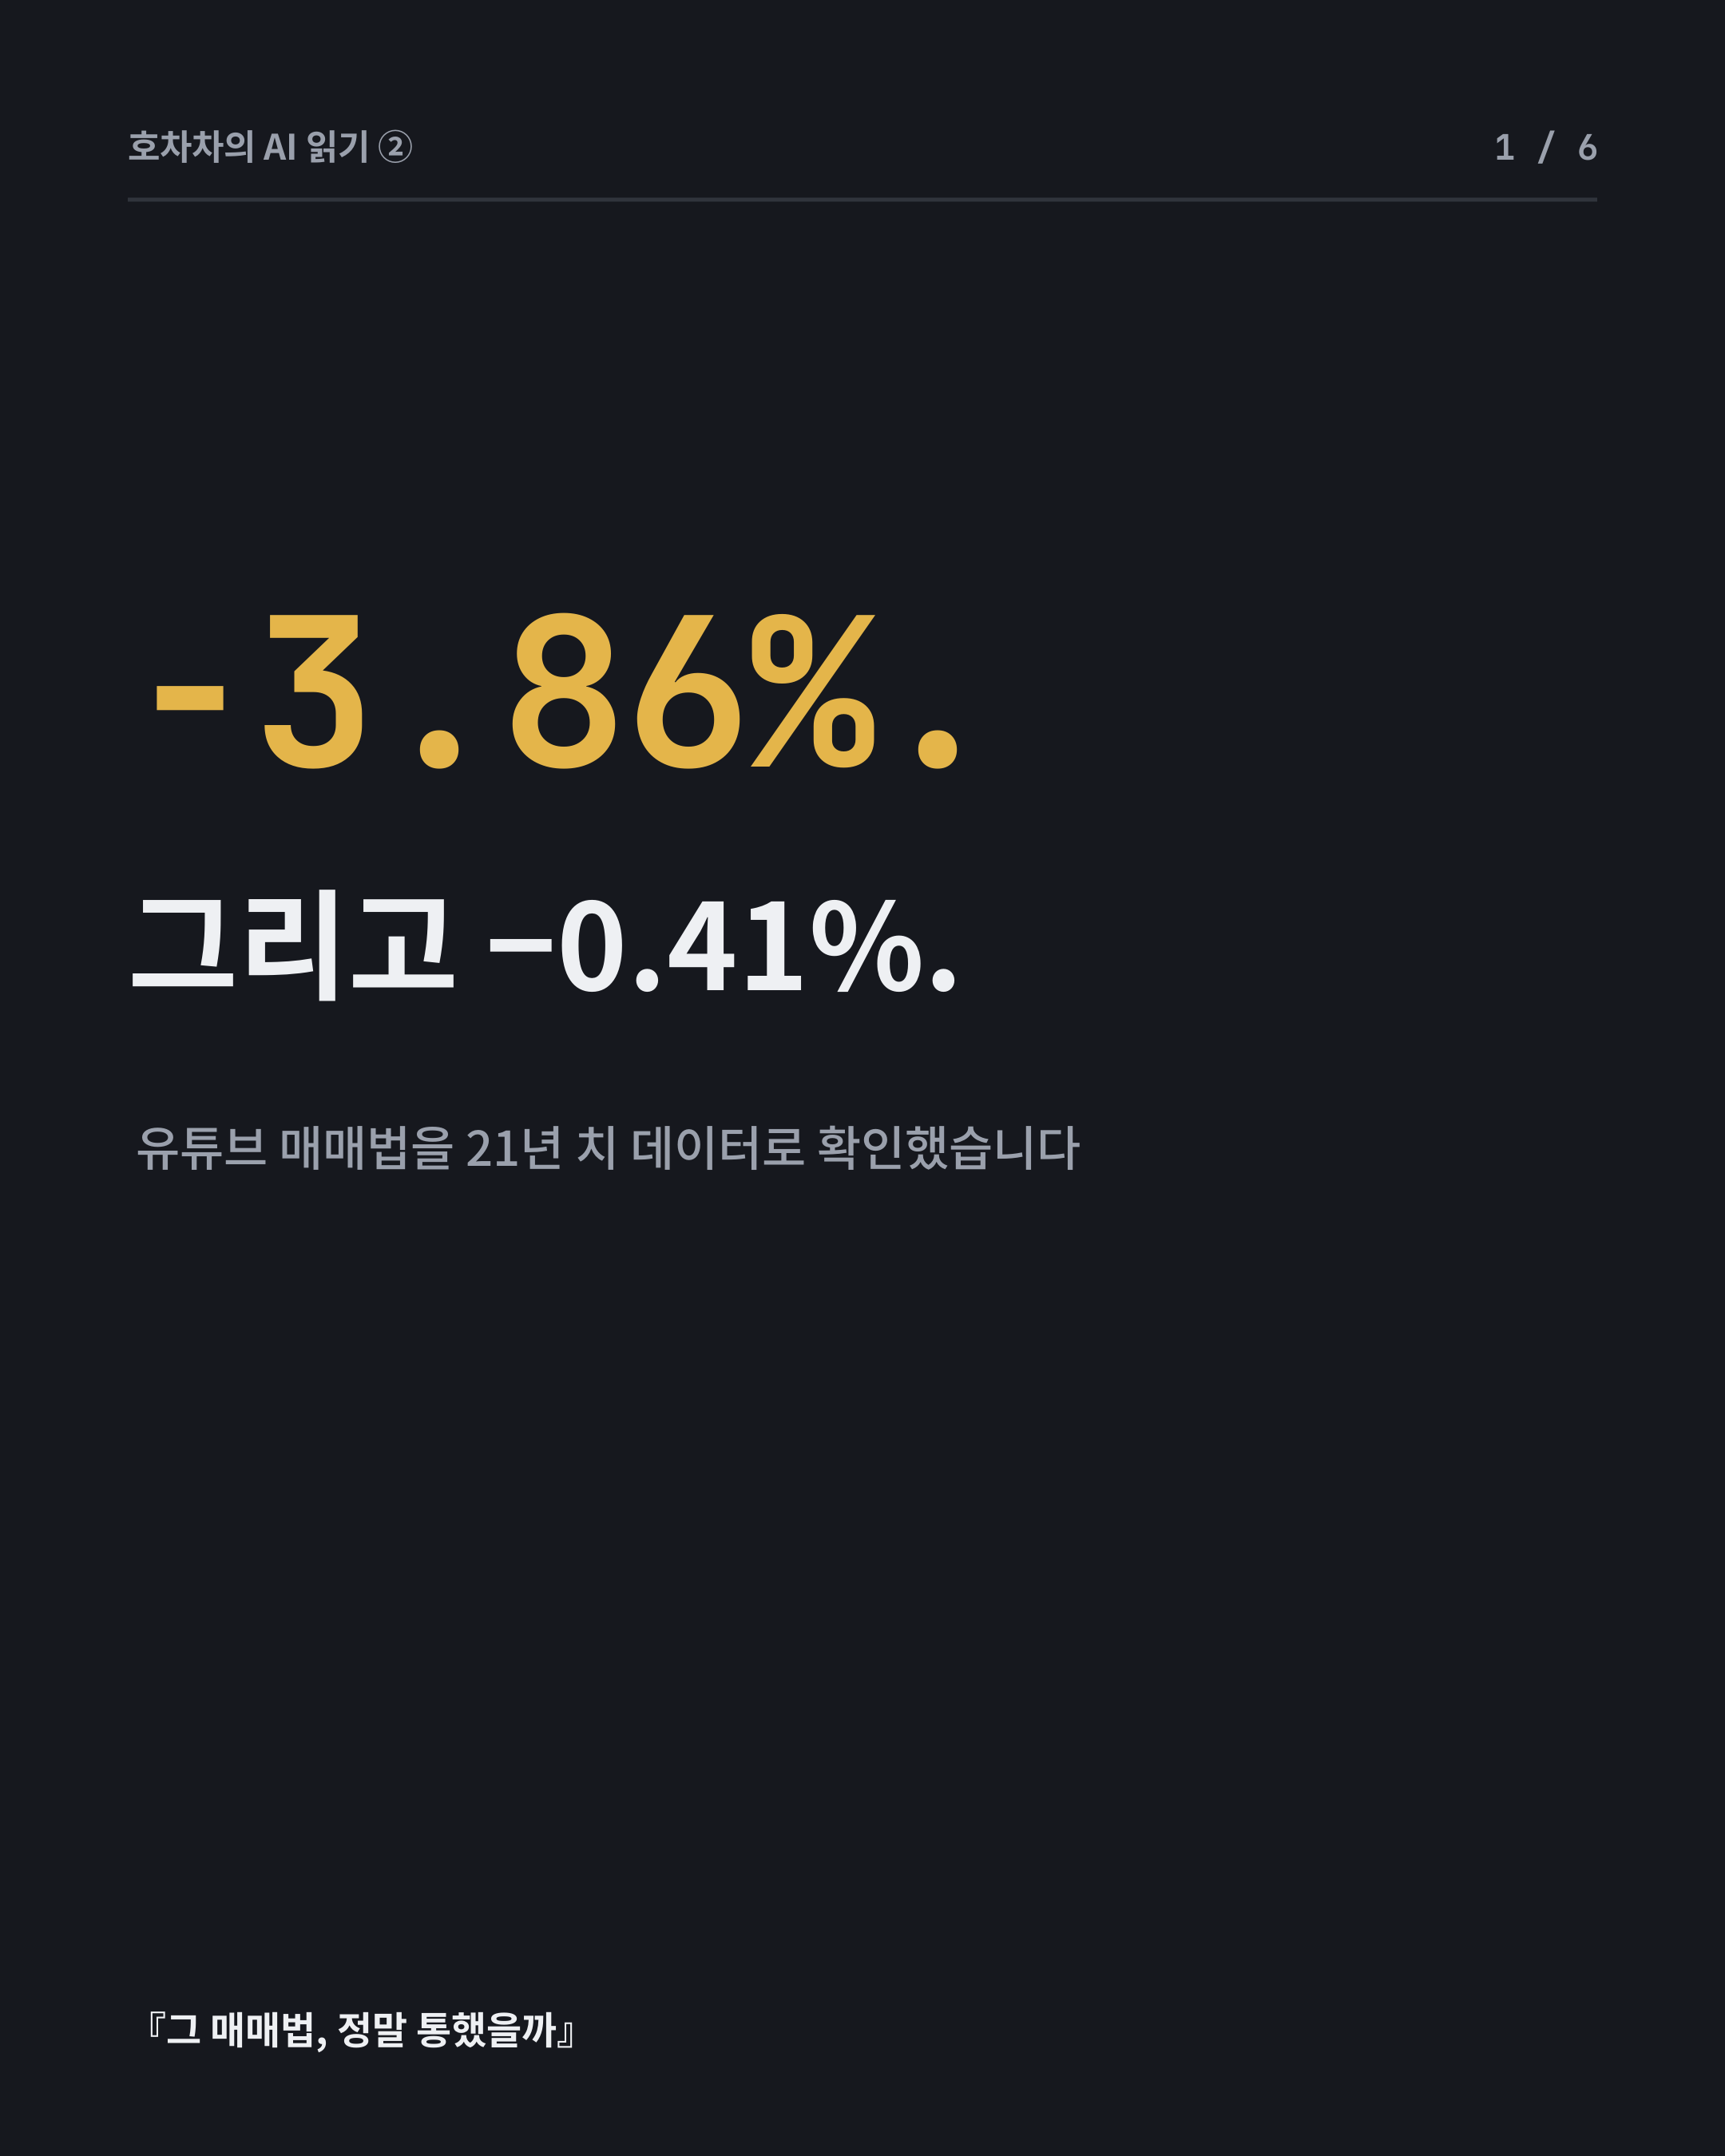 호차차의 AI 읽기 ②
1 / 6
-3.86%.
그리고 −0.41%.
유튜브 매매법을 21년 치 데이터로 확인했습니다
『그 매매법, 정말 통했을까』